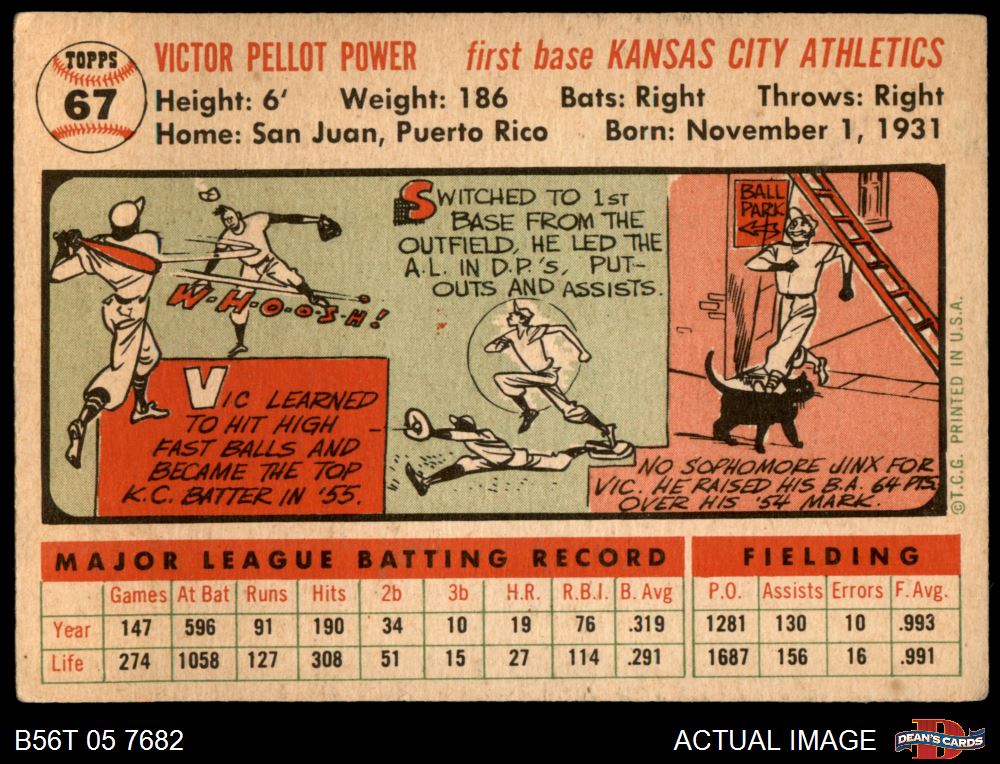 TOPPS
67
VICTOR PELLOT POWER first base KANSAS CITY ATHLETICS
Height: 6' Weight: 186 Bats: Right Throws: Right
Home: San Juan, Puerto Rico Born: November 1, 1931
W-H-O-O-S-H!
VIC LEARNED
TO HIT HIGH
FAST BALLS AND
BECAME THE TOP
K.C. BATTER IN '55.
SWITCHED TO 1ST
BASE FROM THE
OUTFIELD, HE LED THE
A.L. IN D.P.'S, PUT-
OUTS AND ASSISTS.
BALL
PARK
NO SOPHOMORE JINX FOR
VIC. HE RAISED HIS B.A. 64 PTS.
OVER HIS '54 MARK.
©T.C.G. PRINTED IN U.S.A.
MAJOR LEAGUE BATTING RECORD FIELDING
Games At Bat Runs Hits 2b 3b H.R. R.B.I. B. Avg P.O. Assists Errors F. Avg.
Year 147 596 91 190 34 10 19 76 .319 1281 130 10 .993
Life 274 1058 127 308 51 15 27 114 .291 1687 156 16 .991
B56T 05 7682 ACTUAL IMAGE DEAN'S CARDS